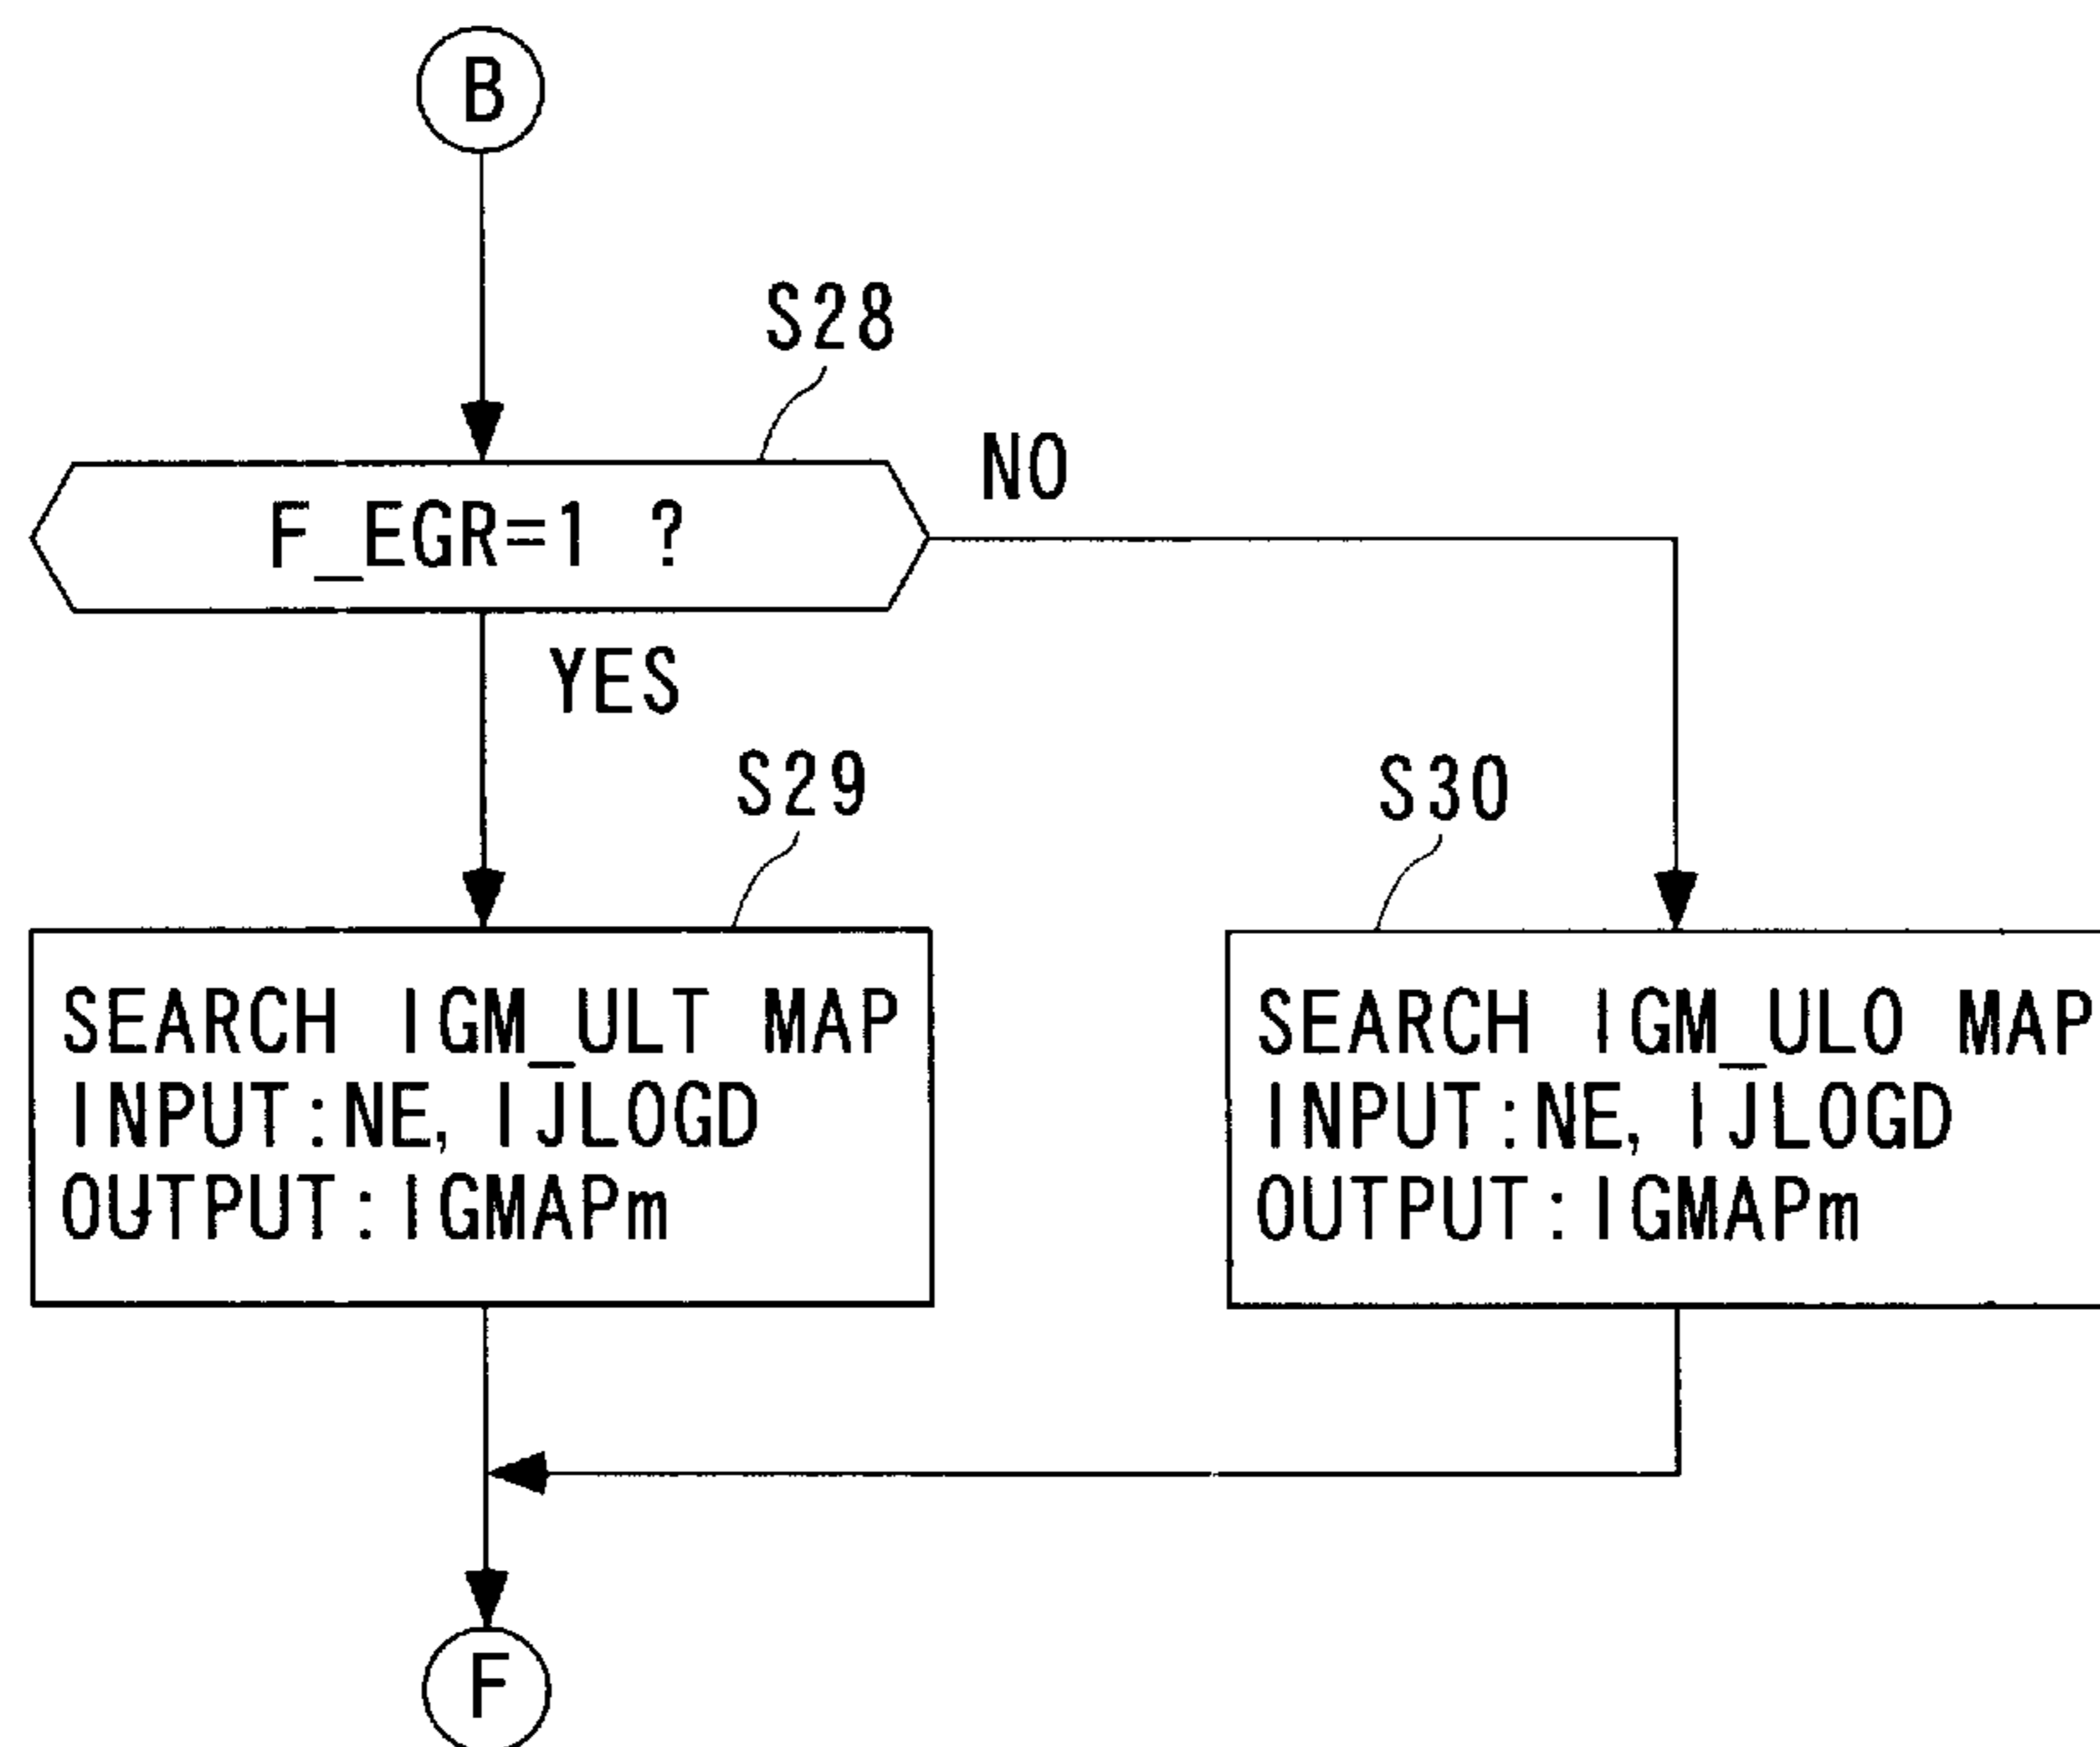 B
S28
F_EGR=1 ?
NO
YES
S29
S30
SEARCH IGM_ULT MAP
INPUT:NE, IJLOGD
OUTPUT:IGMAPm
SEARCH IGM_ULO MAP
INPUT:NE, IJLOGD
OUTPUT:IGMAPm
F